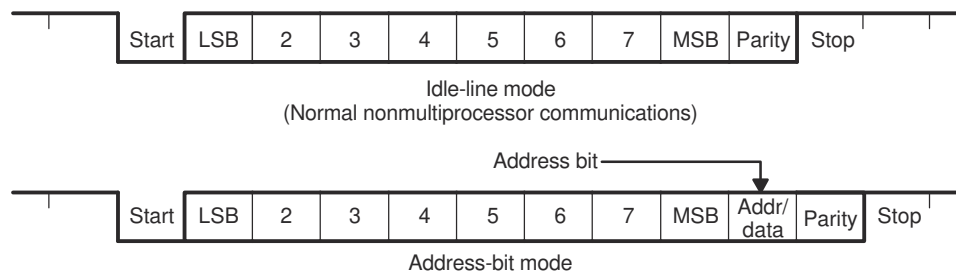 Start LSB 2 3 4 5 6 7 MSB Parity Stop
Idle-line mode
(Normal nonmultiprocessor communications)
Address bit
Start LSB 2 3 4 5 6 7 MSB Addr/ data Parity Stop
Address-bit mode